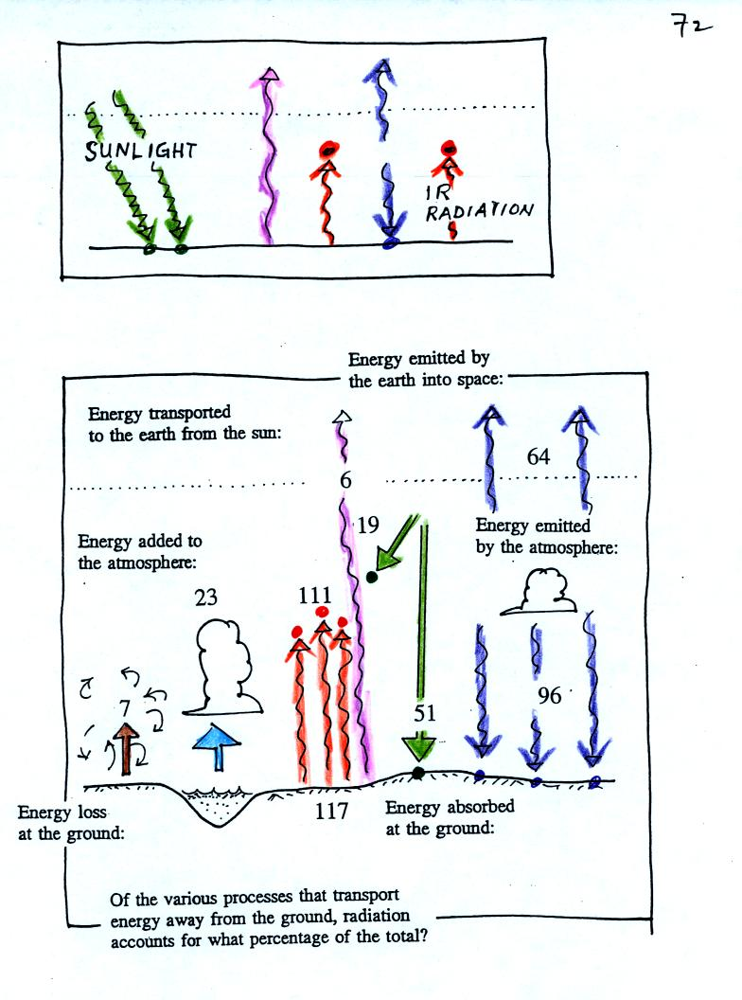 72
SUNLIGHT
IR
RADIATION
Energy emitted by
the earth into space:
Energy transported
to the earth from the sun:
64
6
19
Energy emitted
by the atmosphere:
Energy added to
the atmosphere:
23
111
7
51
96
Energy loss
at the ground:
117
Energy absorbed
at the ground:
Of the various processes that transport
energy away from the ground, radiation
accounts for what percentage of the total?